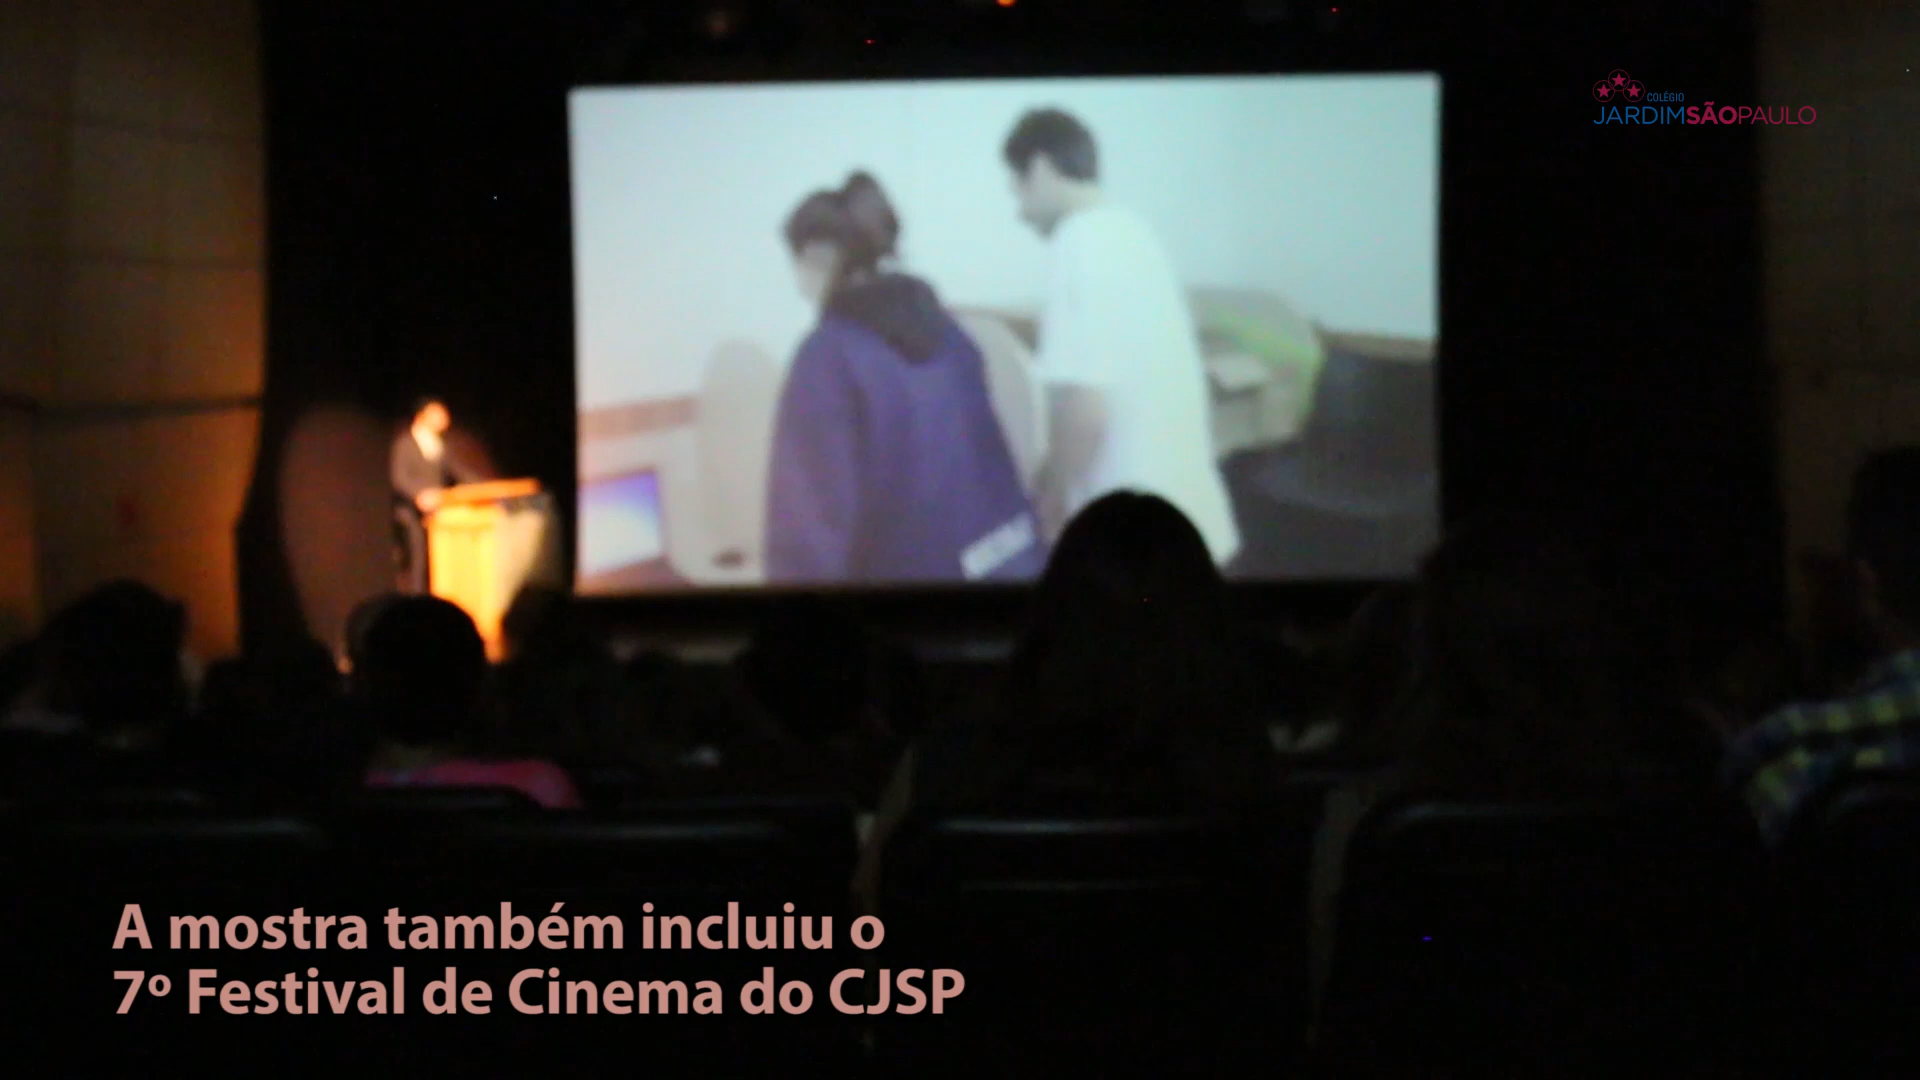 COLÉGIO
JARDIMSÃOPAULO
A mostra também incluiu o
7º Festival de Cinema do CJSP